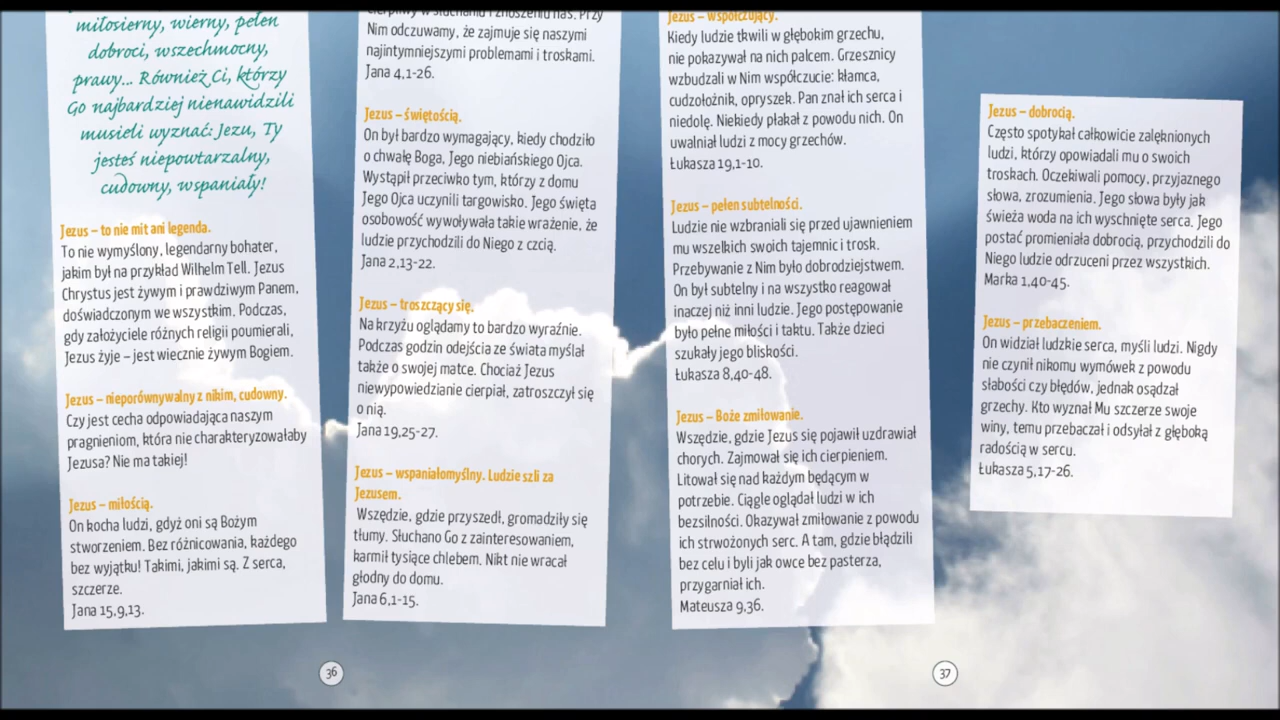 miłosierny, wierny, pełen
dobroci, wszechmocny,
prawy... Również Ci, którzy
Go najbardziej nienawidzili
musieli wyznać: Jezu, Ty
jesteś niepowtarzalny,
cudowny, wspaniały!
Jezus – to nie mit ani legenda.
To nie wymyślony, legendarny bohater,
jakim był na przykład Wilhelm Tell. Jezus
Chrystus jest żywym i prawdziwym Panem,
doświadczonym we wszystkim. Podczas,
gdy założyciele różnych religii poumierali,
Jezus żyje – jest wiecznie żywym Bogiem.
Jezus – nieporównywalny z nikim, cudowny.
Czy jest cecha odpowiadająca naszym
pragnieniom, która nie charakteryzowałaby
Jezusa? Nie ma takiej!
Jezus – miłością.
On kocha ludzi, gdyż oni są Bożym
stworzeniem. Bez różnicowania, każdego
bez wyjątku! Takimi, jakimi są. Z serca,
szczerze.
Jana 15,9,13.
cierpliwy w słuchaniu i znoszeniu nas. Przy
Nim odczuwamy, że zajmuje się naszymi
najintymniejszymi problemami i troskami.
Jana 4,1-26.
Jezus – świętością.
On był bardzo wymagający, kiedy chodziło
o chwałę Boga, Jego niebiańskiego Ojca.
Wystąpił przeciwko tym, którzy z domu
Jego Ojca uczynili targowisko. Jego święta
osobowość wywoływała takie wrażenie, że
ludzie przychodzili do Niego z czcią.
Jana 2,13-22.
Jezus – troszczący się.
Na krzyżu oglądamy to bardzo wyraźnie.
Podczas godzin odejścia ze świata myślał
także o swojej matce. Chociaż Jezus
niewypowiedzianie cierpiał, zatroszczył się
o nią.
Jana 19,25-27.
Jezus – wspaniałomyślny. Ludzie szli za
Jezusem.
Wszędzie, gdzie przyszedł, gromadziły się
tłumy. Słuchano Go z zainteresowaniem,
karmił tysiące chlebem. Nikt nie wracał
głodny do domu.
Jana 6,1-15.
36
Jezus – współczujący.
Kiedy ludzie tkwili w głębokim grzechu,
nie pokazywał na nich palcem. Grzesznicy
wzbudzali w Nim współczucie: kłamca,
cudzołożnik, opryszek. Pan znał ich serca i
niedolę. Niekiedy płakał z powodu nich. On
uwalniał ludzi z mocy grzechów.
Łukasza 19,1-10.
Jezus – pełen subtelności.
Ludzie nie wzbraniali się przed ujawnieniem
mu wszelkich swoich tajemnic i trosk.
Przebywanie z Nim było dobrodziejstwem.
On był subtelny i na wszystko reagował
inaczej niż inni ludzie. Jego postępowanie
było pełne miłości i taktu. Także dzieci
szukały jego bliskości.
Łukasza 8,40-48.
Jezus – Boże zmiłowanie.
Wszędzie, gdzie Jezus się pojawił uzdrawiał
chorych. Zajmował się ich cierpieniem.
Litował się nad każdym będącym w
potrzebie. Ciągle oglądał ludzi w ich
bezsilności. Okazywał zmiłowanie z powodu
ich strwożonych serc. A tam, gdzie błądzili
bez celu i byli jak owce bez pasterza,
przygarniał ich.
Mateusza 9,36.
Jezus – dobrocią.
Często spotykał całkowicie zalęknionych
ludzi, którzy opowiadali mu o swoich
troskach. Oczekiwali pomocy, przyjaznego
słowa, zrozumienia. Jego słowa były jak
świeża woda na ich wyschnięte serca. Jego
postać promieniała dobrocią, przychodzili do
Niego ludzie odrzuceni przez wszystkich.
Marka 1,40-45.
Jezus – przebaczeniem.
On widział ludzkie serca, myśli ludzi. Nigdy
nie czynił nikomu wymówek z powodu
słabości czy błędów, jednak osądzał
grzechy. Kto wyznał Mu szczerze swoje
winy, temu przebaczał i odsyłał z głęboką
radością w sercu.
Łukasza 5,17-26.
37